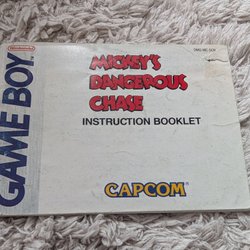 Nintendo
GAME BOY
MICKEY'S
DANGEROUS
CHASE
INSTRUCTION BOOKLET
CAPCOM